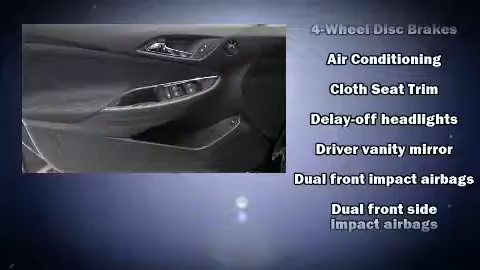 4-Wheel Disc Brakes
Air Conditioning
Cloth Seat Trim
Delay-off headlights
Driver vanity mirror
Dual front impact airbags
Dual front side
impact airbags